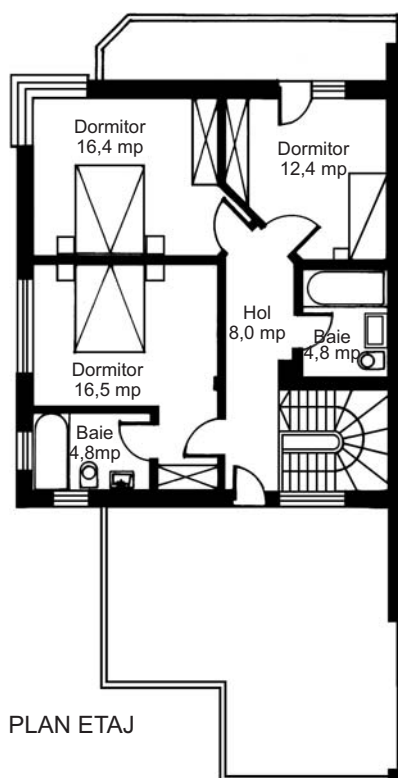 Dormitor
16,4 mp
Dormitor
12,4 mp
Hol
8,0 mp
Baie
4,8 mp
Dormitor
16,5 mp
Baie
4,8mp
PLAN ETAJ